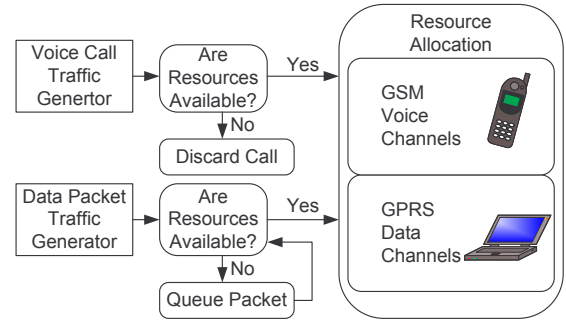 Voice Call
Traffic
Genertor
Are
Resources
Available?
Yes
No
Discard Call
Data Packet
Traffic
Generator
Are
Resources
Available?
Yes
No
Queue Packet
Resource
Allocation
GSM
Voice
Channels
GPRS
Data
Channels